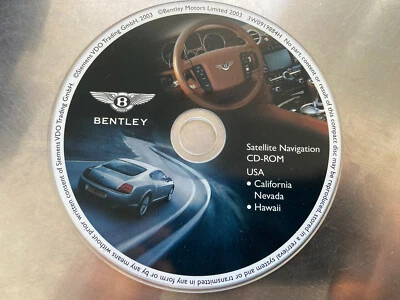 ©Siemens VDO Trading GmbH, 2003 ©Bentley Motors Limited 2003 3W0919884H No part, content or result of this compact disc may be reproduced, stored in a retrieval system and/or transmitted in any form or by any means without prior written consent of Siemens VDO Trading GmbH.
B
BENTLEY
Satellite Navigation
CD-ROM
USA
• California
Nevada
• Hawaii